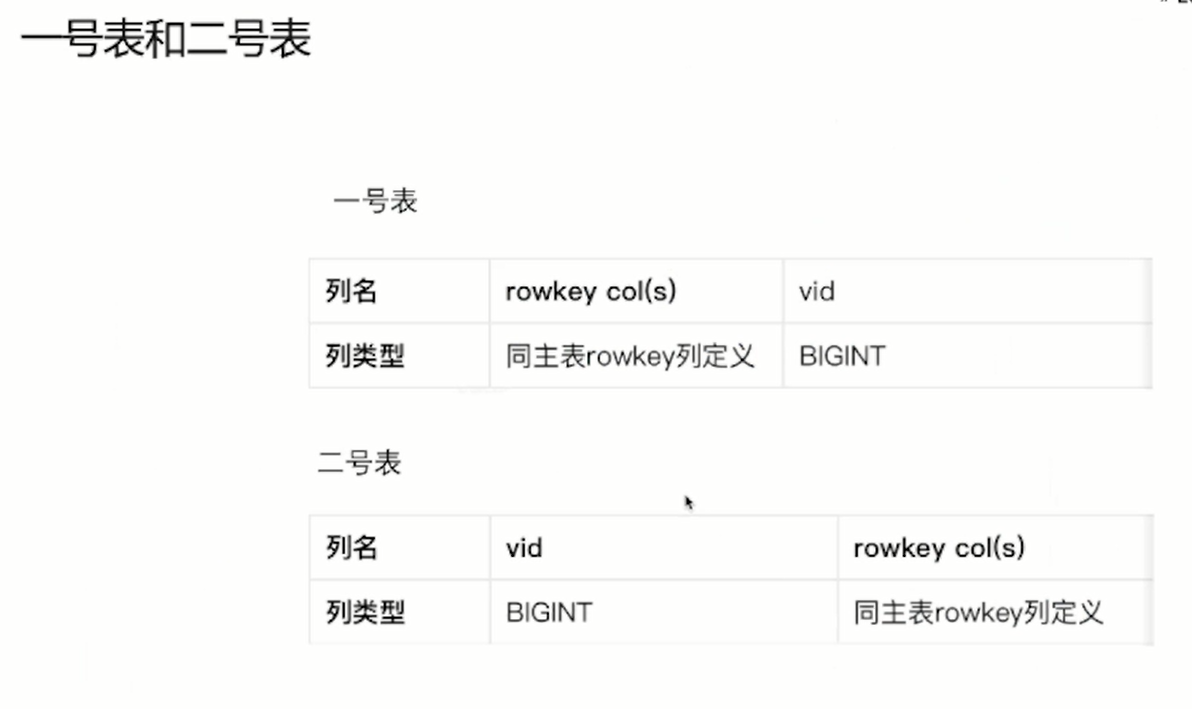 一号表和二号表
一号表
列名 rowkey col(s) vid
列类型 同主表rowkey列定义 BIGINT
二号表
列名 vid rowkey col(s)
列类型 BIGINT 同主表rowkey列定义